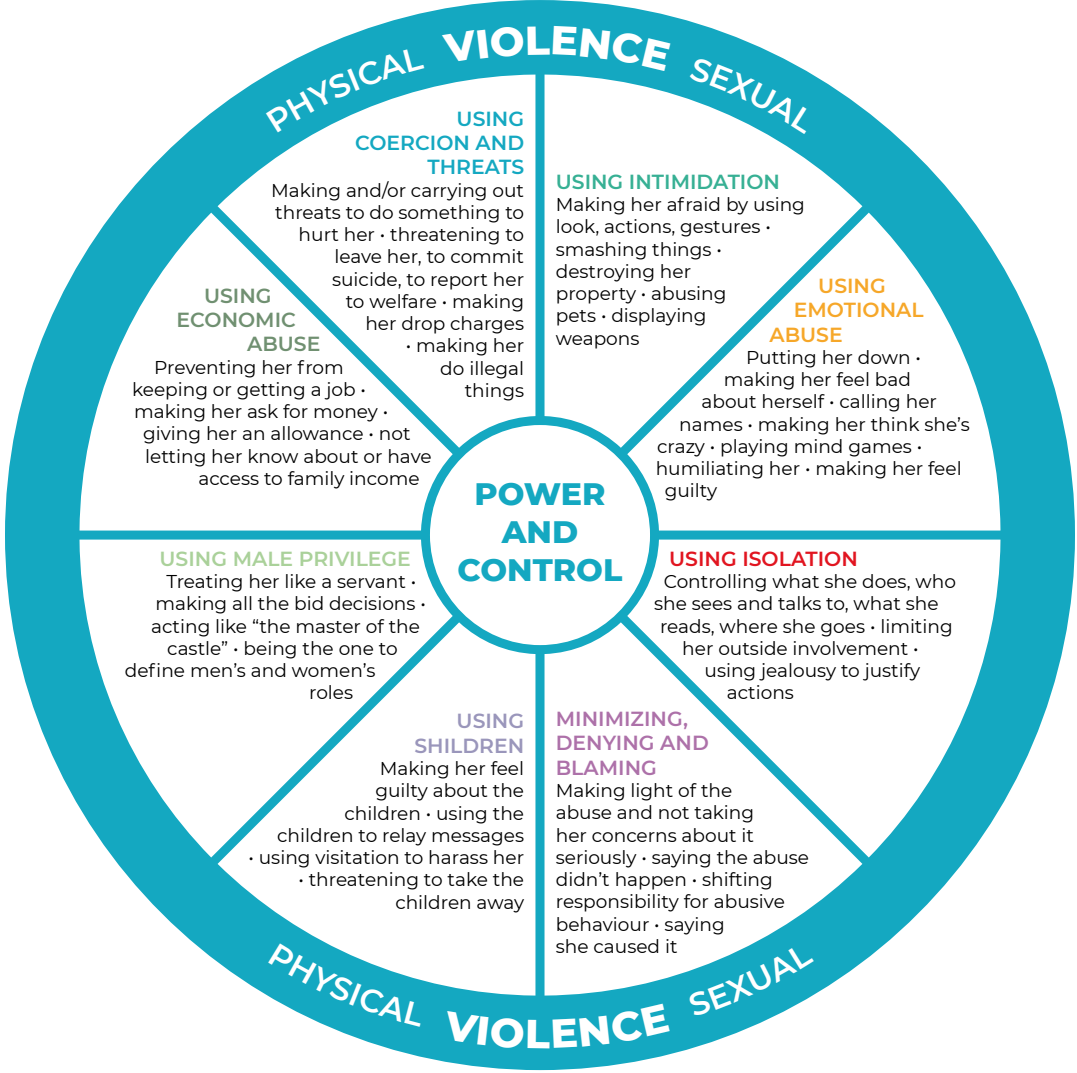 PHYSICAL VIOLENCE SEXUAL
USING
COERCION AND
THREATS
Making and/or carrying out
threats to do something to
hurt her • threatening to
leave her, to commit
suicide, to report her
to welfare • making
her drop charges
• making her
do illegal
things
USING INTIMIDATION
Making her afraid by using
look, actions, gestures •
smashing things •
destroying her
property • abusing
pets • displaying
weapons
USING
EMOTIONAL
ABUSE
Putting her down •
making her feel bad
about herself • calling her
names • making her think she’s
crazy • playing mind games •
humiliating her • making her feel
guilty
USING ISOLATION
Controlling what she does, who
she sees and talks to, what she
reads, where she goes • limiting
her outside involvement •
using jealousy to justify
actions
MINIMIZING,
DENYING AND
BLAMING
Making light of the
abuse and not taking
her concerns about it
seriously • saying the abuse
didn’t happen • shifting
responsibility for abusive
behaviour • saying
she caused it
USING
SHILDREN
Making her feel
guilty about the
children • using the
children to relay messages
• using visitation to harass her
• threatening to take the
children away
USING MALE PRIVILEGE
Treating her like a servant •
making all the bid decisions •
acting like “the master of the
castle” • being the one to
define men’s and women’s
roles
USING
ECONOMIC
ABUSE
Preventing her from
keeping or getting a job •
making her ask for money •
giving her an allowance • not
letting her know about or have
access to family income
POWER
AND
CONTROL
PHYSICAL VIOLENCE SEXUAL